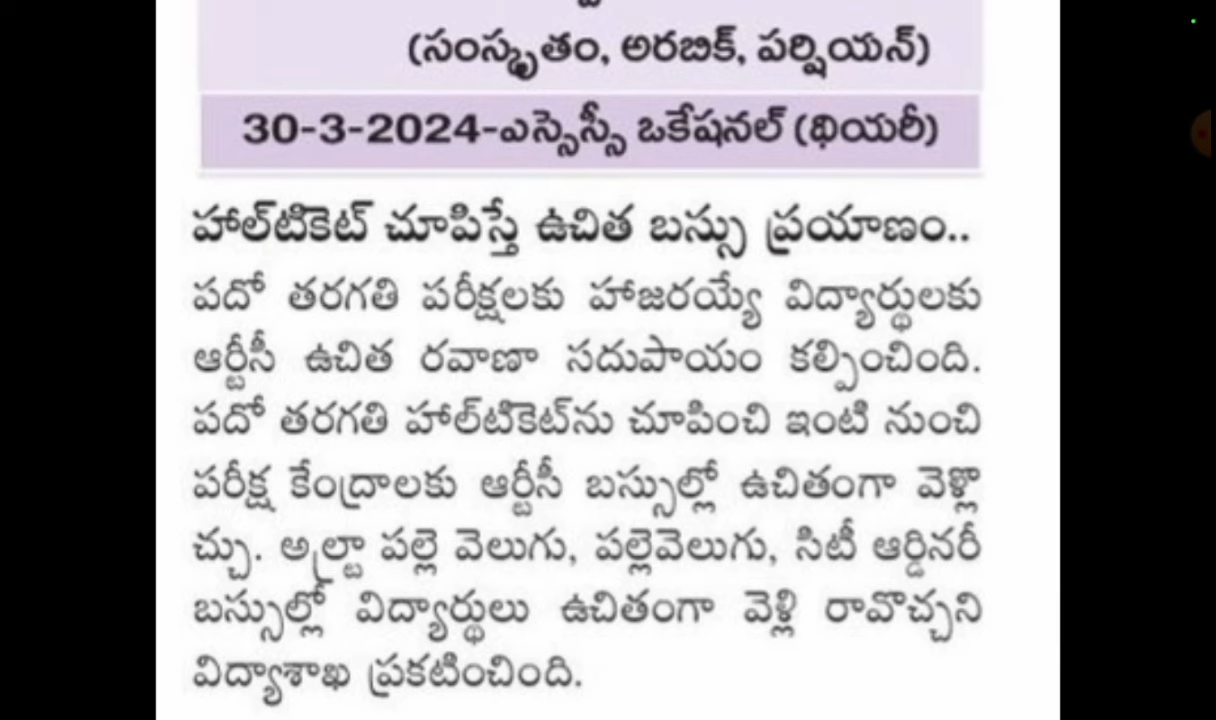 (సంస్కృతం, అరబిక్, పర్షియన్)
30-3-2024-ఎస్సెస్సీ ఒకేషనల్ (థియరీ)
హాల్‌టికెట్ చూపిస్తే ఉచిత బస్సు ప్రయాణం..
పదో తరగతి పరీక్షలకు హాజరయ్యే విద్యార్థులకు
ఆర్టీసీ ఉచిత రవాణా సదుపాయం కల్పించింది.
పదో తరగతి హాల్‌టికెట్‌ను చూపించి ఇంటి నుంచి
పరీక్ష కేంద్రాలకు ఆర్టీసీ బస్సుల్లో ఉచితంగా వెళ్లొ
చ్చు. అల్ట్రా పల్లె వెలుగు, పల్లెవెలుగు, సిటీ ఆర్డినరీ
బస్సుల్లో విద్యార్థులు ఉచితంగా వెళ్లి రావొచ్చని
విద్యాశాఖ ప్రకటించింది.